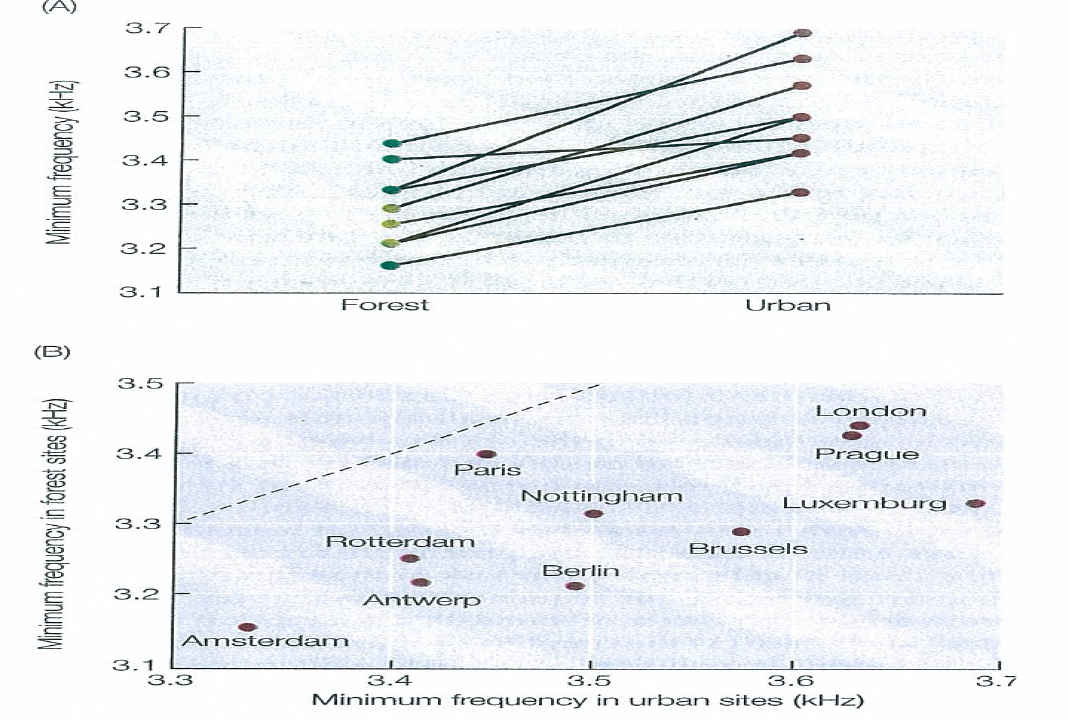 (A)
Minimum frequency (kHz)
3.7
3.6
3.5
3.4
3.3
3.2
3.1
Forest Urban
(B)
Minimum frequency in forest sites (kHz)
3.5
3.4
3.3
3.2
3.1
London
Prague
Paris
Nottingham
Luxemburg
Rotterdam
Brussels
Berlin
Antwerp
Amsterdam
3.3 3.4 3.5 3.6 3.7
Minimum frequency in urban sites (kHz)